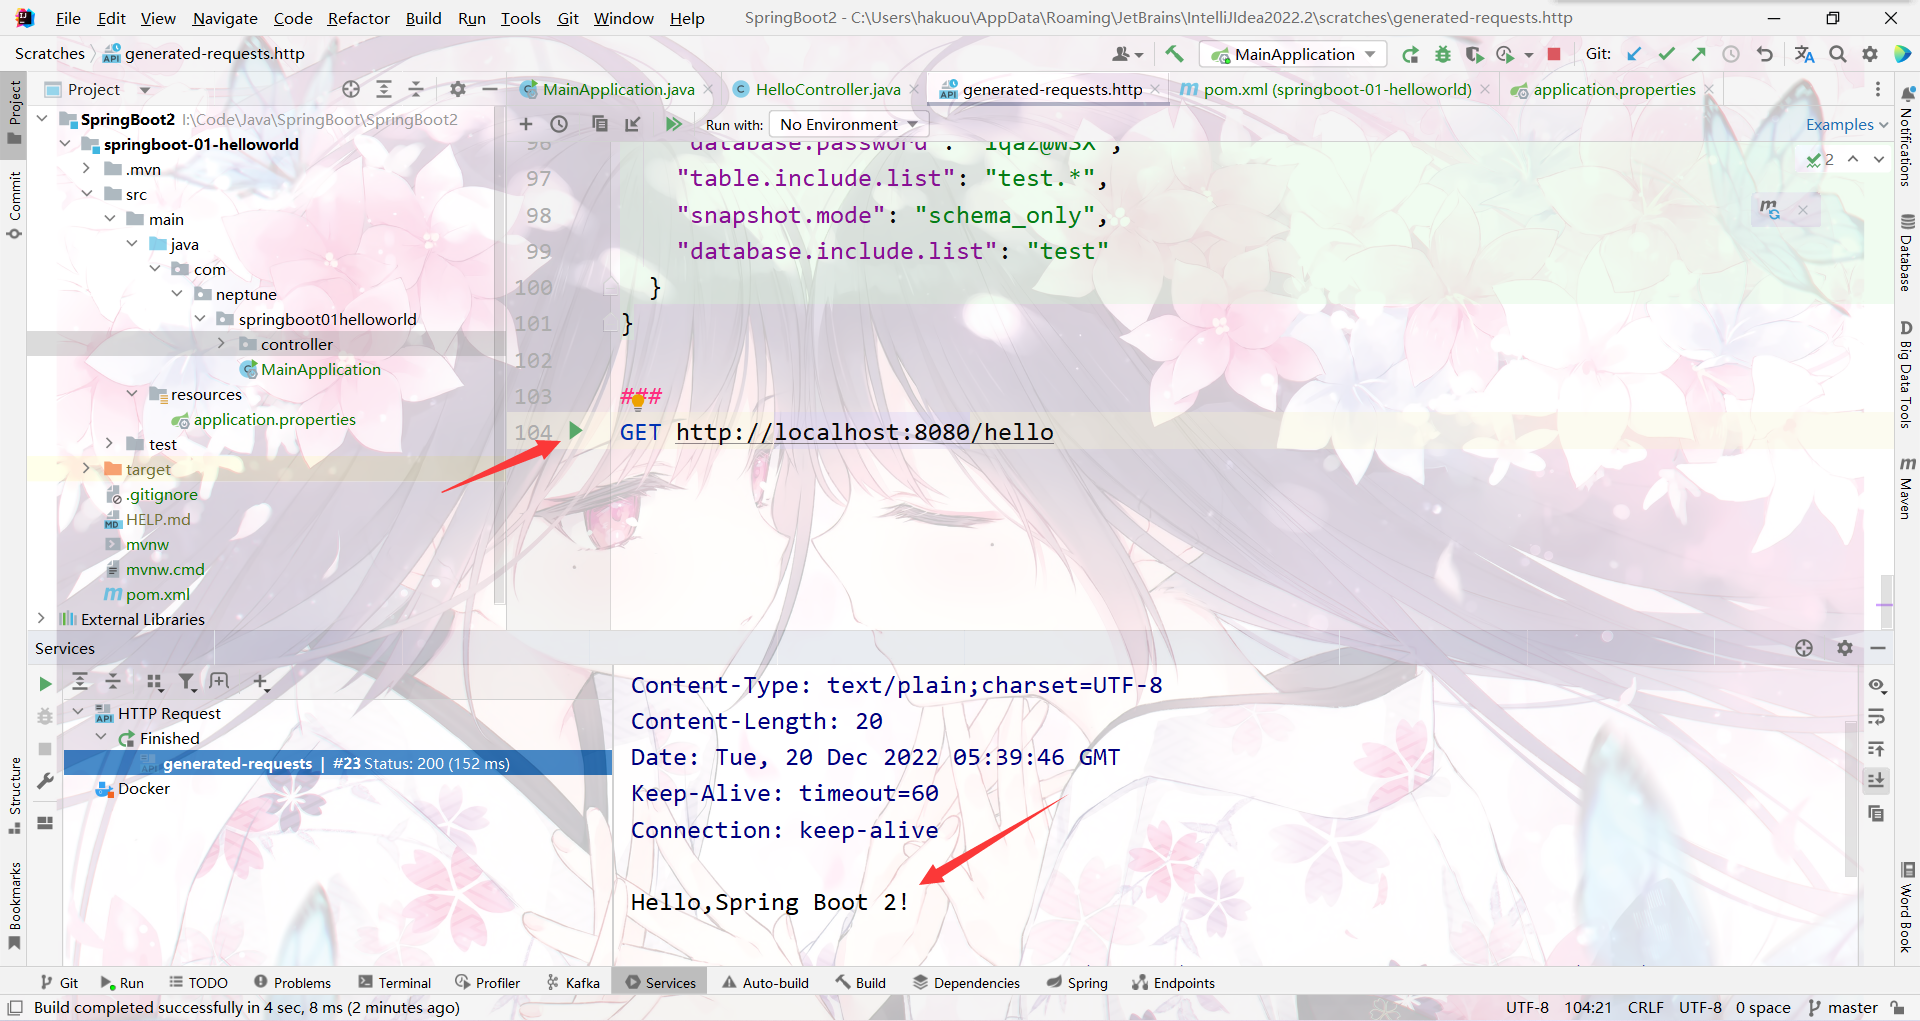 File Edit View Navigate Code Refactor Build Run Tools Git Window Help SpringBoot2 - C:\Users\hakuou\AppData\Roaming\JetBrains\IntelliJIdea2022.2\scratches\generated-requests.http
Scratches generated-requests.http MainApplication Git:
Project MainApplication.java HelloController.java generated-requests.http pom.xml (springboot-01-helloworld) application.properties
Run with: No Environment Examples
SpringBoot2 I:\Code\Java\SpringBoot\SpringBoot2
springboot-01-helloworld
.mvn
src
main
java
com
neptune
springboot01helloworld
controller
MainApplication
resources
application.properties
test
target
.gitignore
HELP.md
mvnw
mvnw.cmd
pom.xml
External Libraries
96 "database.password": "1qaz@WSX",
97 "table.include.list": "test.*",
98 "snapshot.mode": "schema_only",
99 "database.include.list": "test"
100 }
101 }
102
103 ###
104 GET http://localhost:8080/hello
2
Project
Commit
Structure
Bookmarks
Notifications
Database
Big Data Tools
Maven
Word Book
Services
HTTP Request
Finished
generated-requests | #23 Status: 200 (152 ms)
Docker
Content-Type: text/plain;charset=UTF-8
Content-Length: 20
Date: Tue, 20 Dec 2022 05:39:46 GMT
Keep-Alive: timeout=60
Connection: keep-alive
Hello,Spring Boot 2!
Git Run TODO Problems Terminal Profiler Kafka Services Auto-build Build Dependencies Spring Endpoints
Build completed successfully in 4 sec, 8 ms (2 minutes ago) UTF-8 104:21 CRLF UTF-8 0 space master